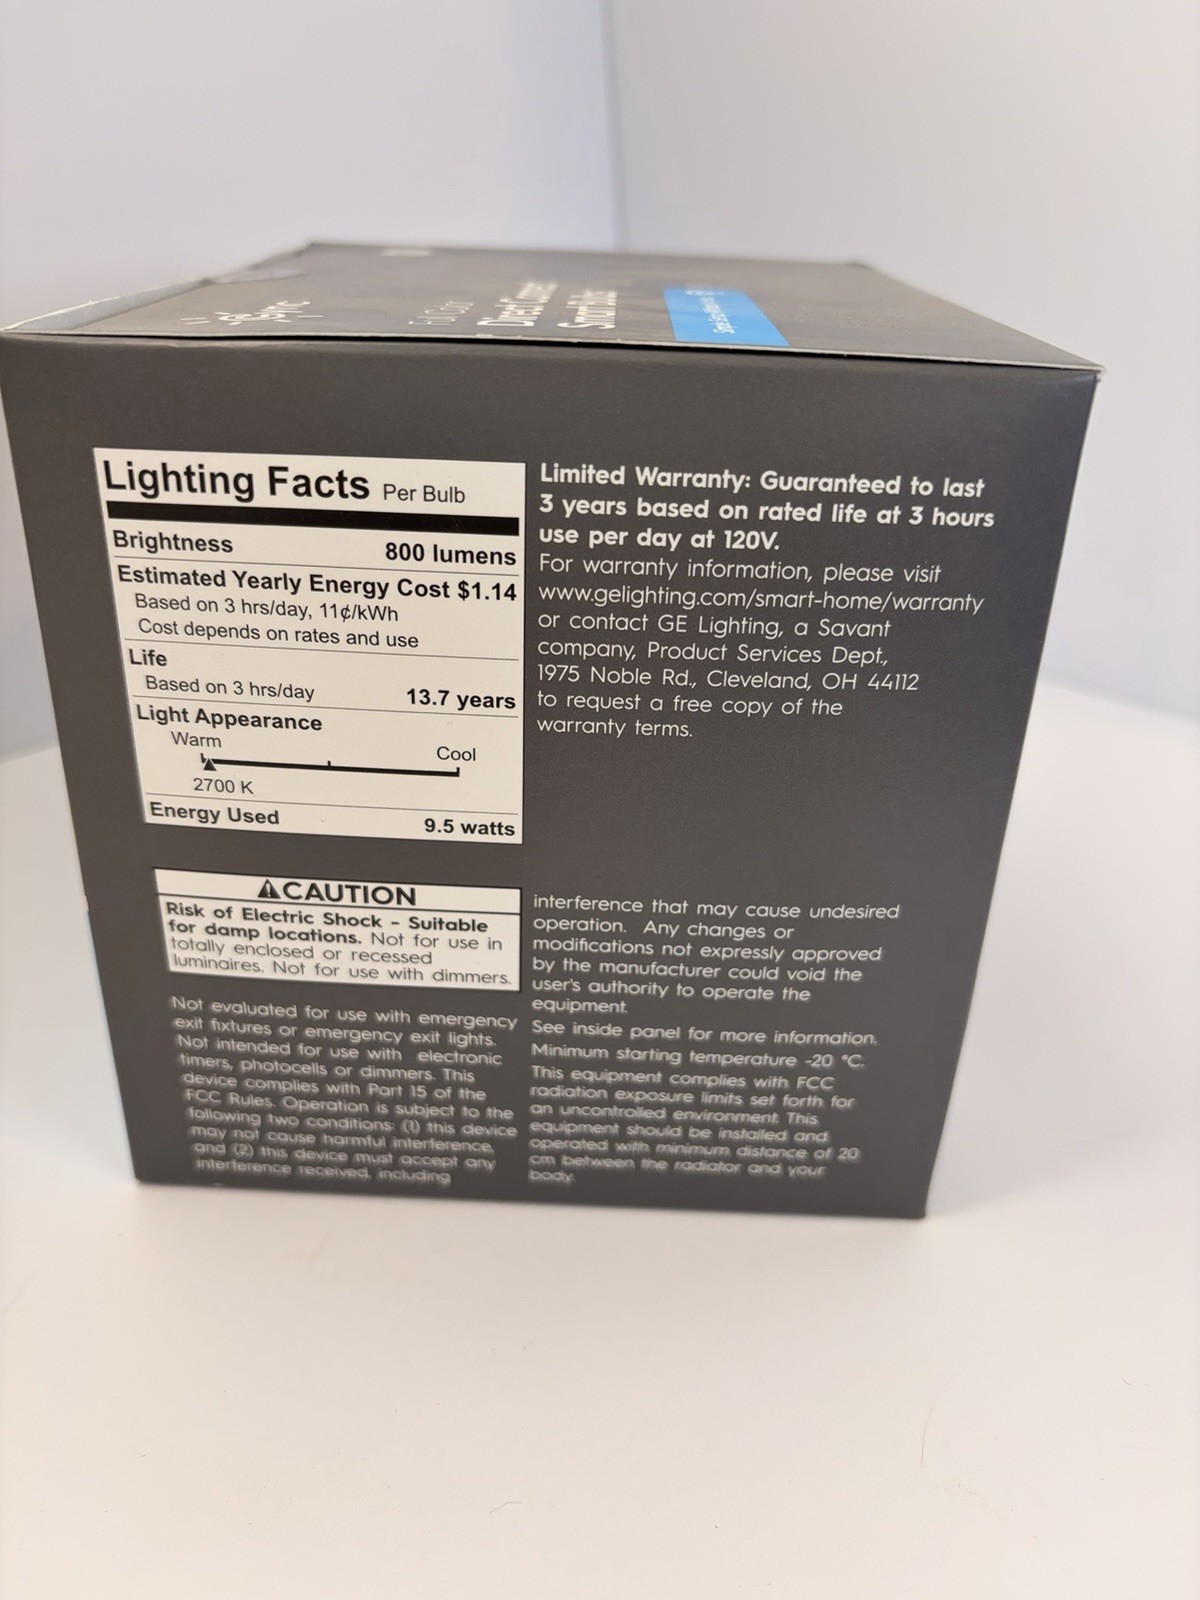 Full Color
Direct Connect
Smart Bulbs
Lighting Facts Per Bulb
Brightness 800 lumens
Estimated Yearly Energy Cost $1.14
Based on 3 hrs/day, 11¢/kWh
Cost depends on rates and use
Life
Based on 3 hrs/day 13.7 years
Light Appearance
Warm Cool
2700 K
Energy Used 9.5 watts
CAUTION
Risk of Electric Shock – Suitable
for damp locations. Not for use in
totally enclosed or recessed
luminaires. Not for use with dimmers.
Not evaluated for use with emergency
exit fixtures or emergency exit lights.
Not intended for use with electronic
timers, photocells or dimmers. This
device complies with Part 15 of the
FCC Rules. Operation is subject to the
following two conditions: (1) this device
may not cause harmful interference,
and (2) this device must accept any
interference received, including
Limited Warranty: Guaranteed to last
3 years based on rated life at 3 hours
use per day at 120V.
For warranty information, please visit
www.gelighting.com/smart-home/warranty
or contact GE Lighting, a Savant
company, Product Services Dept.,
1975 Noble Rd., Cleveland, OH 44112
to request a free copy of the
warranty terms.
interference that may cause undesired
operation. Any changes or
modifications not expressly approved
by the manufacturer could void the
user's authority to operate the
equipment.
See inside panel for more information.
Minimum starting temperature -20 °C.
This equipment complies with FCC
radiation exposure limits set forth for
an uncontrolled environment. This
equipment should be installed and
operated with minimum distance of 20
cm between the radiator and your
body.